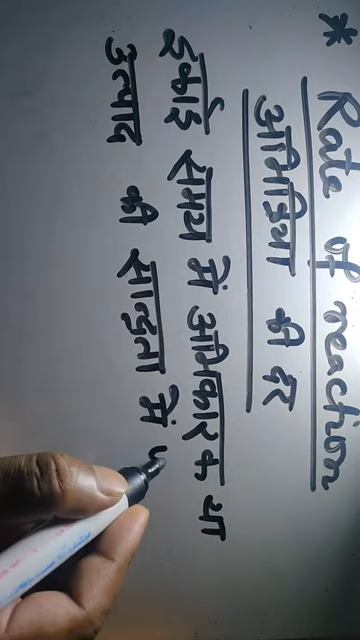 * Rate of reaction
अभिक्रिया की दर
इकाई समय में अभिकारक या
उत्पाद की सान्द्रता में